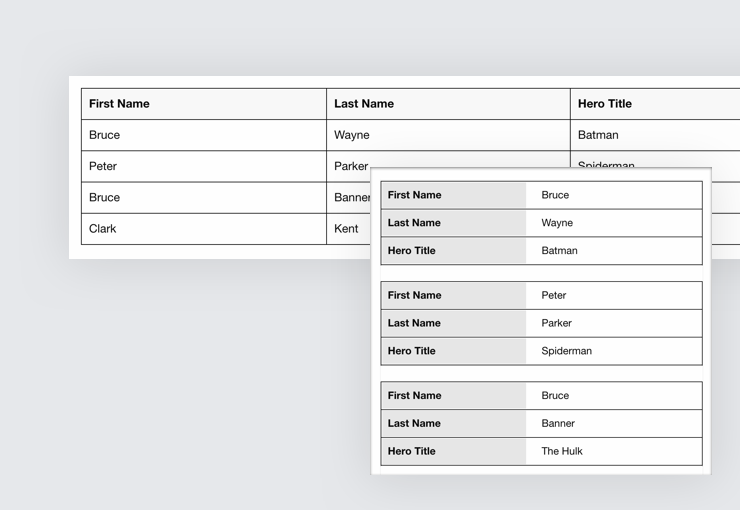 First Name Last Name Hero Title
Bruce Wayne Batman
Peter Parker Spiderman
Bruce Banner
Clark Kent
First Name Bruce
Last Name Wayne
Hero Title Batman
First Name Peter
Last Name Parker
Hero Title Spiderman
First Name Bruce
Last Name Banner
Hero Title The Hulk